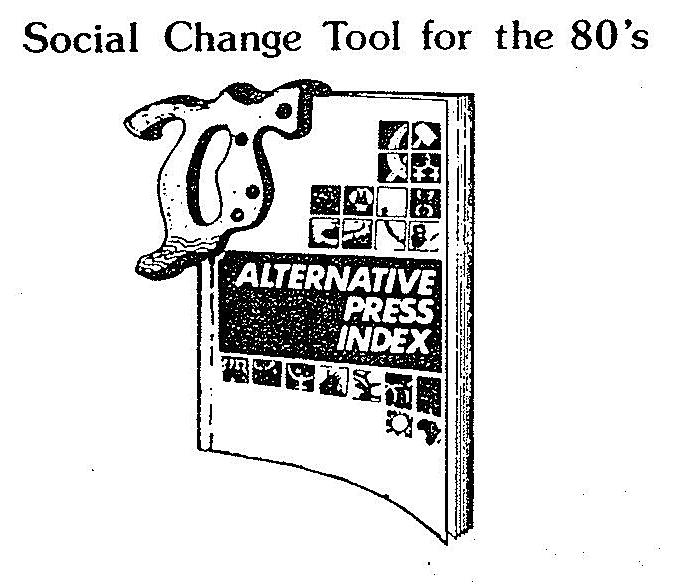 Social Change Tool for the 80's
ALTERNATIVE
PRESS
INDEX